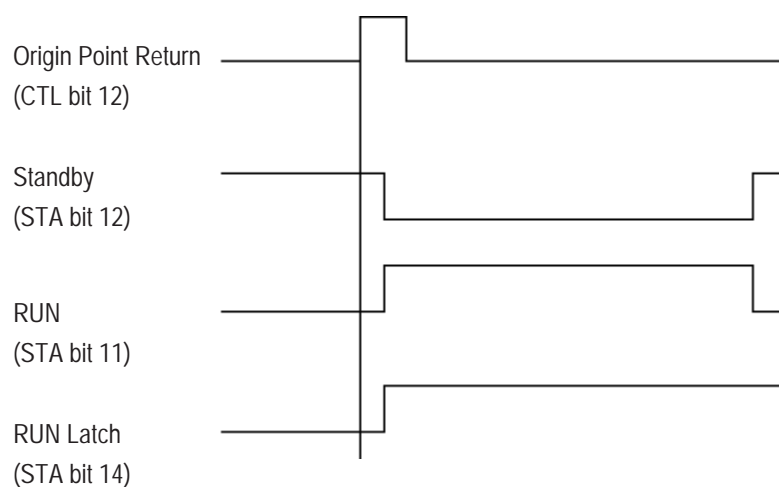 Origin Point Return
(CTL bit 12)
Standby
(STA bit 12)
RUN
(STA bit 11)
RUN Latch
(STA bit 14)